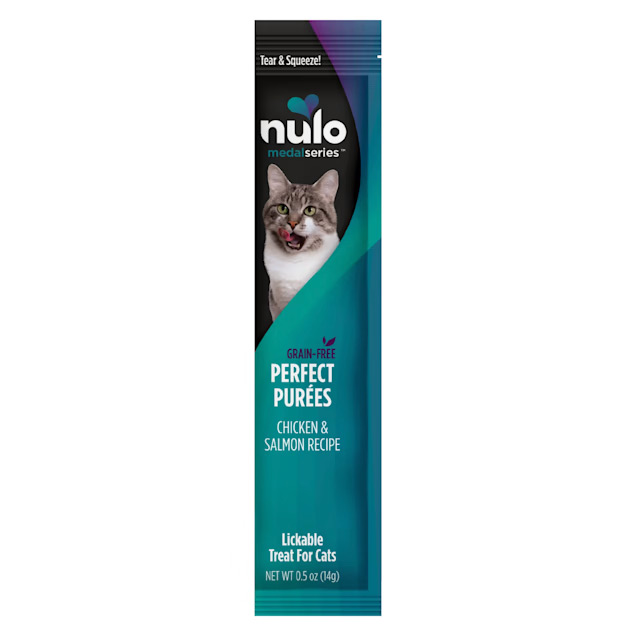 Tear & Squeeze!
nulo
medalseries™
GRAIN-FREE
PERFECT
PURÉES
CHICKEN &
SALMON RECIPE
Lickable
Treat For Cats
NET WT 0.5 oz (14g)